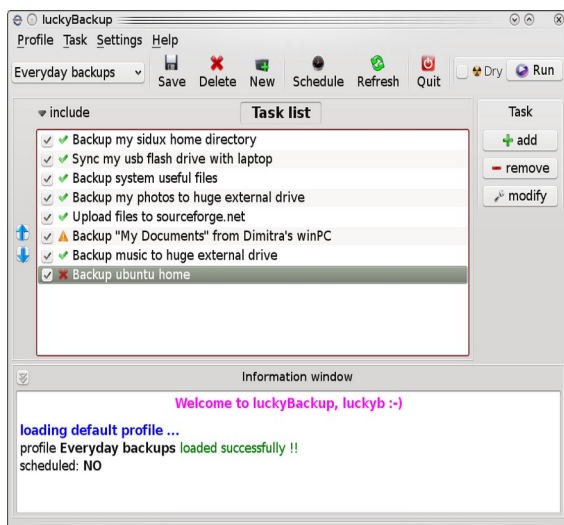 luckyBackup
Profile Task Settings Help
Everyday backups Save Delete New Schedule Refresh Quit Dry Run
include Task list Task
Backup my sidux home directory
Sync my usb flash drive with laptop
Backup system useful files
Backup my photos to huge external drive
Upload files to sourceforge.net
Backup "My Documents" from Dimitra's winPC
Backup music to huge external drive
Backup ubuntu home
add
remove
modify
Information window
Welcome to luckyBackup, luckyb :-)
loading default profile ...
profile Everyday backups loaded successfully !!
scheduled: NO